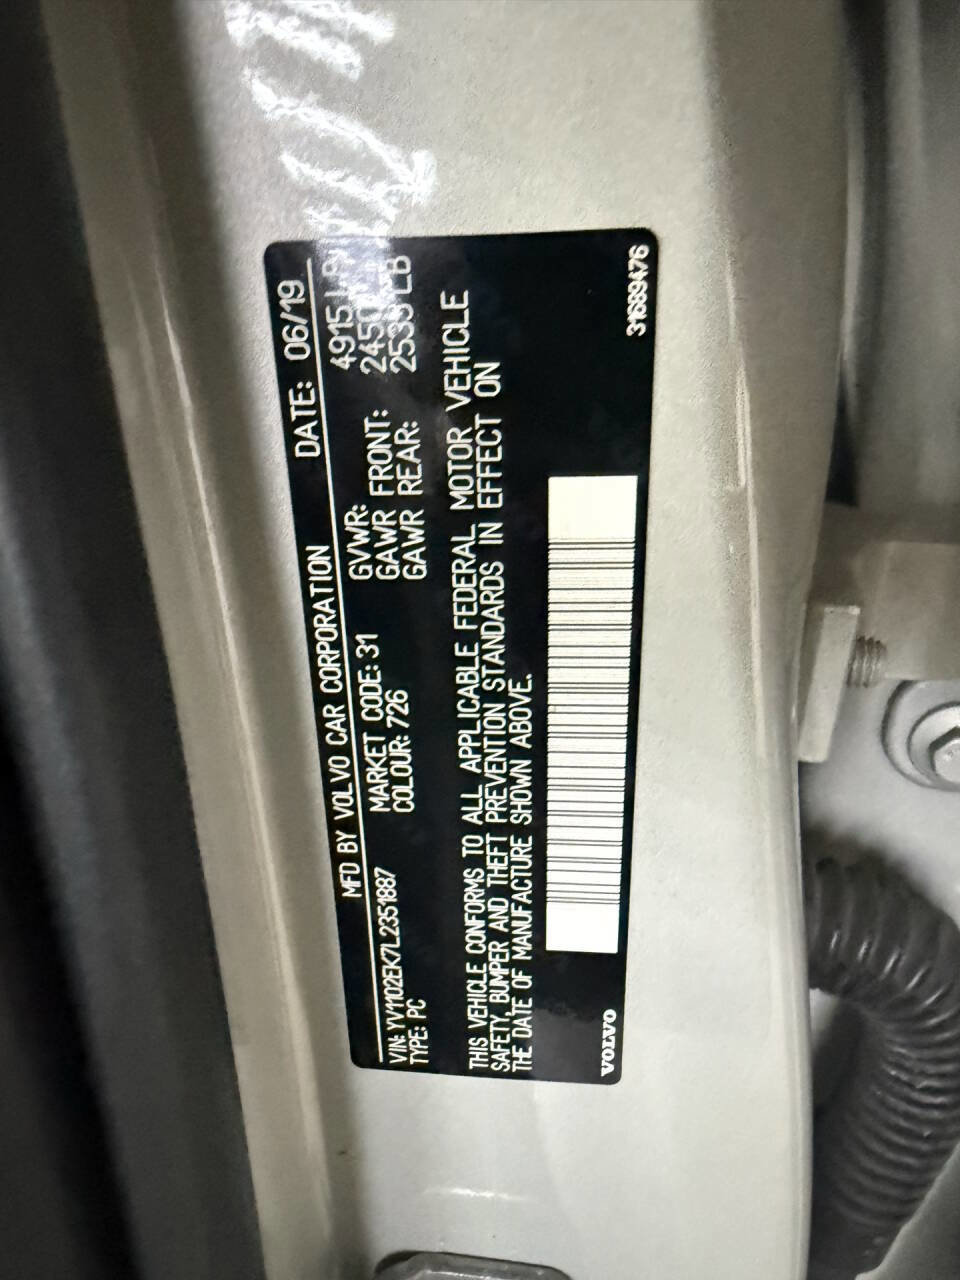 MFD BY VOLVO CAR CORPORATION DATE: 06/19
VIN: YV1102EK7L2351887 MARKET CODE: 31 GVWR: 4915
TYPE: PC COLOUR: 726 GAWR FRONT:
GAWR REAR: LB
THIS VEHICLE CONFORMS TO ALL APPLICABLE FEDERAL MOTOR VEHICLE
SAFETY, BUMPER AND THEFT PREVENTION STANDARDS IN EFFECT ON
THE DATE OF MANUFACTURE SHOWN ABOVE.
VOLVO 31689476